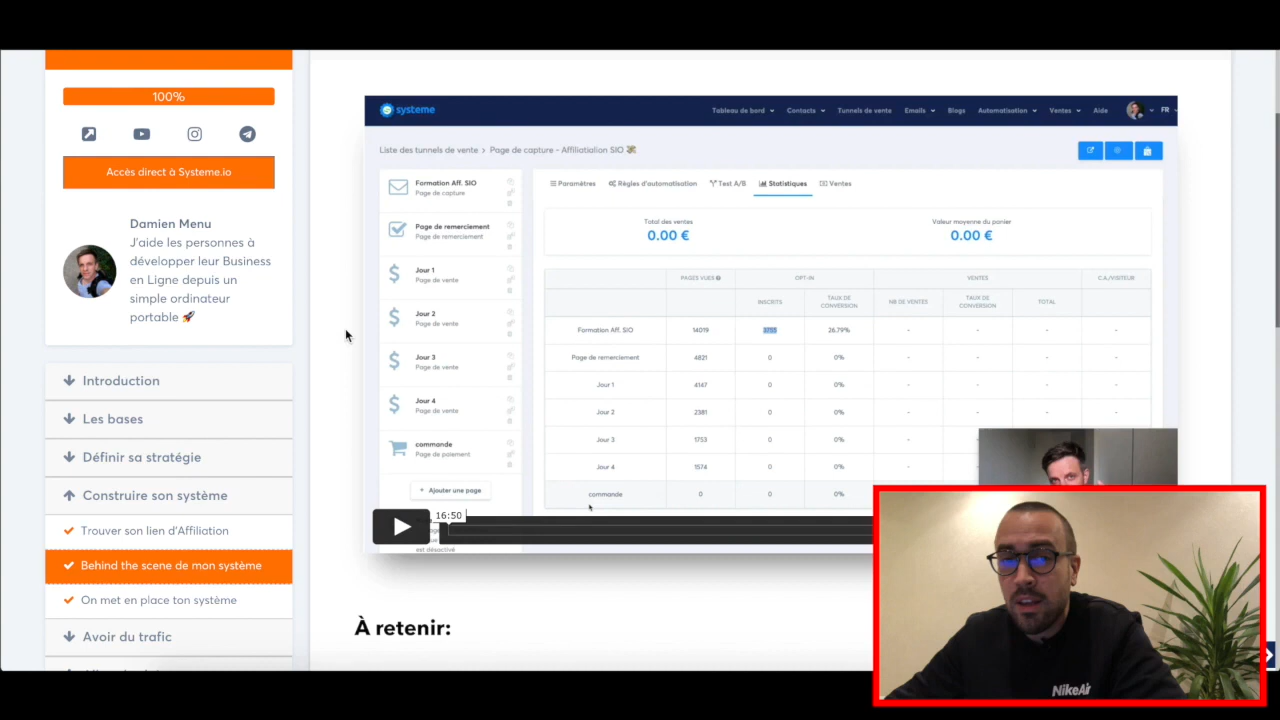 100%
Accès direct à Systeme.io
Damien Menu
J'aide les personnes à
développer leur Business
en Ligne depuis un
simple ordinateur
portable 🚀
Introduction
Les bases
Définir sa stratégie
Construire son système
Trouver son lien d'Affiliation
Behind the scene de mon système
On met en place ton système
Avoir du trafic
systeme
Tableau de bord
Contacts
Tunnels de vente
Emails
Blogs
Automatisation
Ventes
Aide
FR
Liste des tunnels de vente > Page de capture - Affiliatialion SIO 💸
Formation Aff. SIO
Page de capture
Page de remerciement
Page de remerciement
Jour 1
Page de vente
Jour 2
Page de vente
Jour 3
Page de vente
Jour 4
Page de vente
commande
Page de paiement
+ Ajouter une page
est désactivé
Paramètres
Règles d'automatisation
Test A/B
Statistiques
Ventes
Total des ventes
0.00 €
Valeur moyenne du panier
0.00 €
PAGES VUES OPT-IN VENTES C.A./VISITEUR
INSCRITS TAUX DE CONVERSION NB DE VENTES TAUX DE CONVERSION TOTAL
Formation Aff. SIO 14019 3755 26.79% - - - -
Page de remerciement 4821 0 0% - - - -
Jour 1 4147 0 0% - - - -
Jour 2 2381 0 0% - - - -
Jour 3 1753 0 0% - -
Jour 4 1574 0 0% - -
commande 0 0 0%
16:50
À retenir:
NikeAir